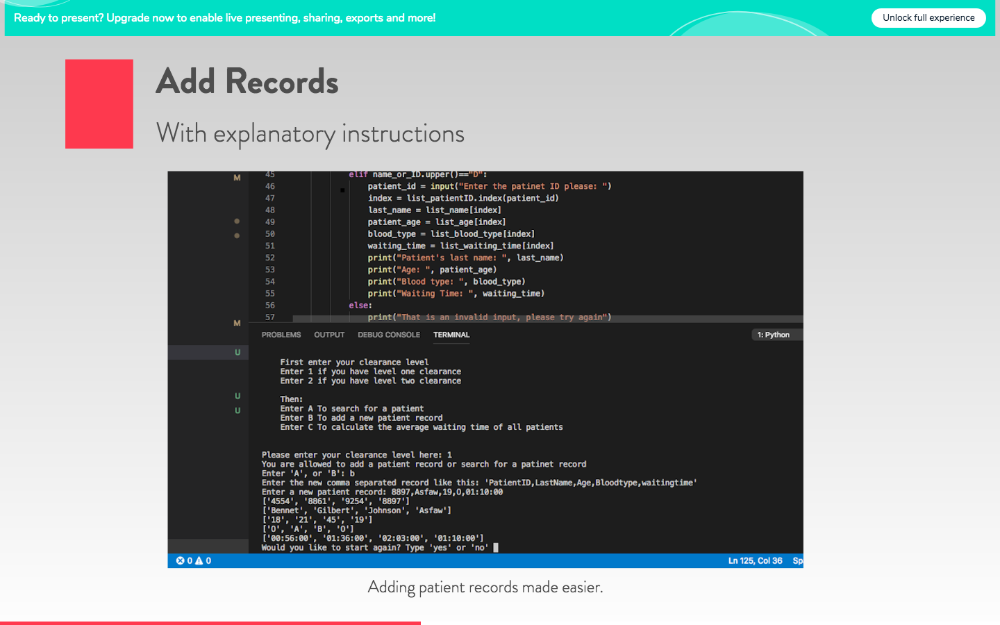 Ready to present? Upgrade now to enable live presenting, sharing, exports and more!
Unlock full experience
Add Records
With explanatory instructions
M
45 elif name_or_ID.upper()=="D":
46 patient_id = input("Enter the patinet ID please: ")
47 index = list_patientID.index(patient_id)
48 last_name = list_name[index]
49 patient_age = list_age[index]
50 blood_type = list_blood_type[index]
51 waiting_time = list_waiting_time[index]
52 print("Patient's last name: ", last_name)
53 print("Age: ", patient_age)
54 print("Blood type: ", blood_type)
55 print("Waiting Time: ", waiting_time)
56 else:
57 print("That is an invalid input, please try again")
M
PROBLEMS OUTPUT DEBUG CONSOLE TERMINAL 1: Python
U
First enter your clearance level
Enter 1 if you have level one clearance
Enter 2 if you have level two clearance
U
Then:
Enter A To search for a patient
U
Enter B To add a new patient record
Enter C To calculate the average waiting time of all patients
Please enter your clearance level here: 1
You are allowed to add a patient record or search for a patinet record
Enter 'A', or 'B': b
Enter the new comma separated record like this: 'PatientID,LastName,Age,Bloodtype,waitingtime'
Enter a new patient record: 8897,Asfaw,19,O,01:10:00
['4554', '8861', '9254', '8897']
['Bennet', 'Gilbert', 'Johnson', 'Asfaw']
['18', '21', '45', '19']
['O', 'A', 'B', 'O']
['00:56:00', '01:36:00', '02:03:00', '01:10:00']
Would you like to start again? Type 'yes' or 'no'
0 0 Ln 125, Col 36 Sp
Adding patient records made easier.